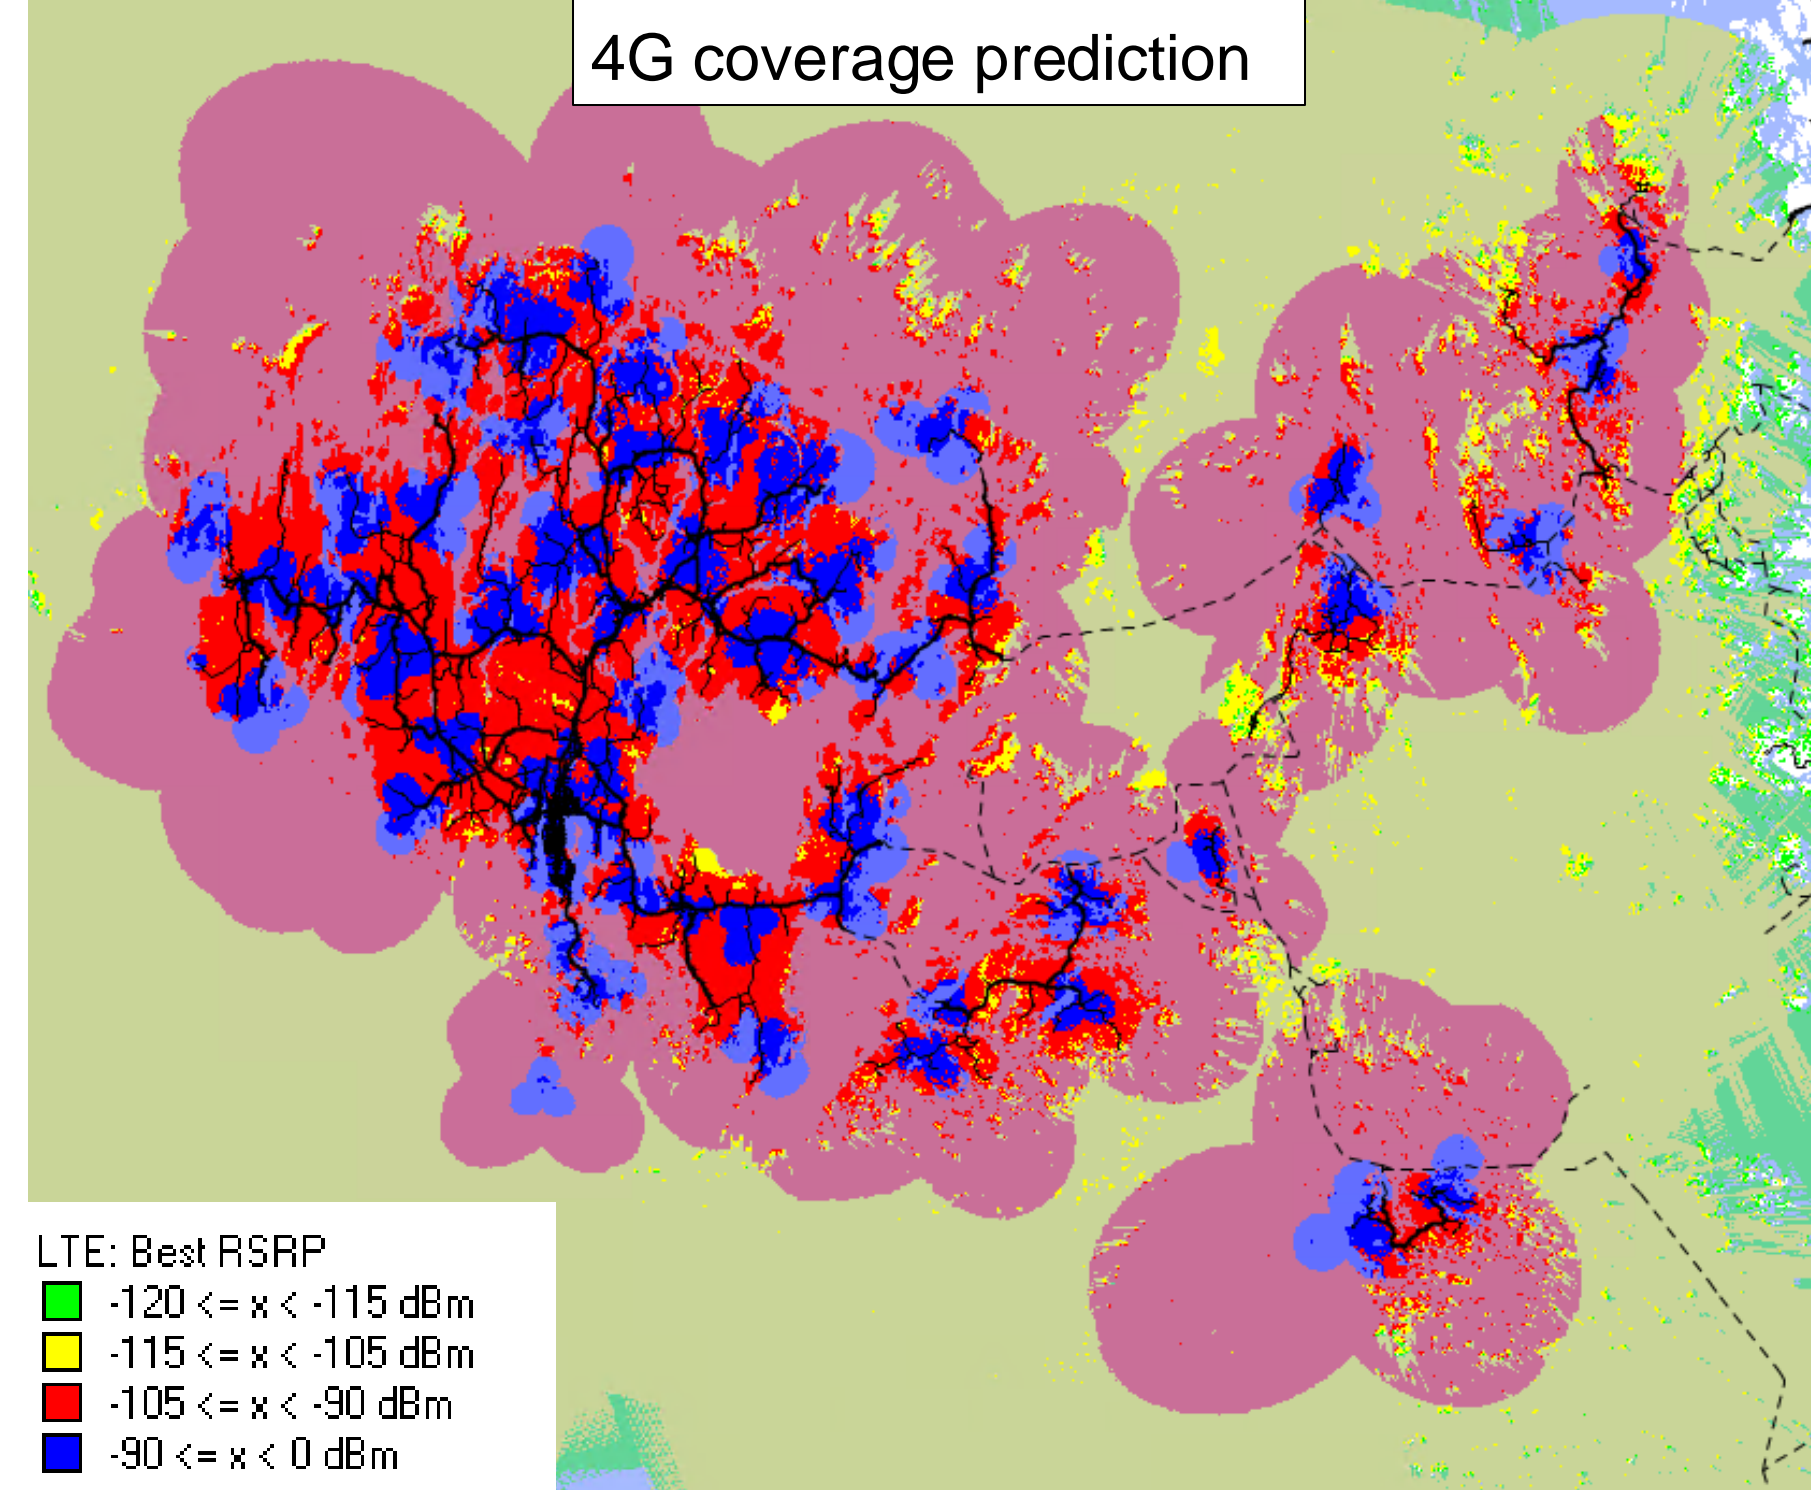 4G coverage prediction
LTE: Best RSRP
-120 <= x < -115 dBm
-115 <= x < -105 dBm
-105 <= x < -90 dBm
-90 <= x < 0 dBm